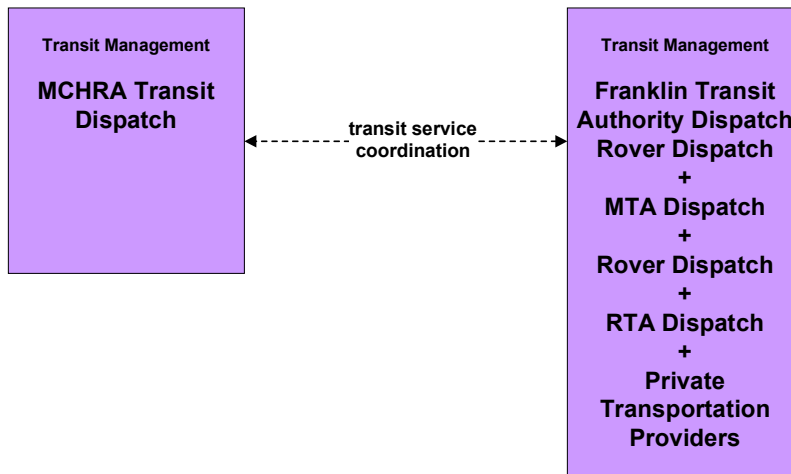 Transit Management
MCHRA Transit
Dispatch
transit service
coordination
Transit Management
Franklin Transit
Authority Dispatch
Rover Dispatch
+
MTA Dispatch
+
Rover Dispatch
+
RTA Dispatch
+
Private
Transportation
Providers